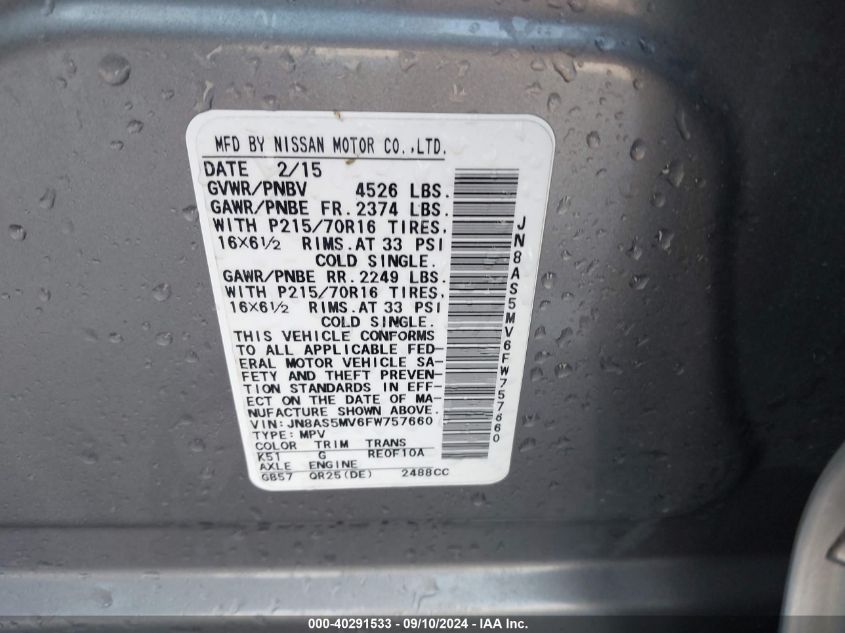 MFD BY NISSAN MOTOR CO.,LTD.
DATE 2/15
GVWR/PNBV 4526 LBS.
GAWR/PNBE FR. 2374 LBS.
WITH P215/70R16 TIRES,
16X6½ RIMS. AT 33 PSI
COLD SINGLE.
GAWR/PNBE RR. 2249 LBS.
WITH P215/70R16 TIRES,
16X6½ RIMS. AT 33 PSI
COLD SINGLE.
THIS VEHICLE CONFORMS
TO ALL APPLICABLE FED-
ERAL MOTOR VEHICLE SA-
FETY AND THEFT PREVEN-
TION STANDARDS IN EFF-
ECT ON THE DATE OF MA-
NUFACTURE SHOWN ABOVE.
VIN: JN8AS5MV6FW757660
TYPE: MPV
COLOR TRIM TRANS
K51 G RE0F10A
AXLE ENGINE
GB57 QR25(DE) 2488CC
JN8AS5MV6FW757660
000-40291533 - 09/10/2024 - IAA Inc.